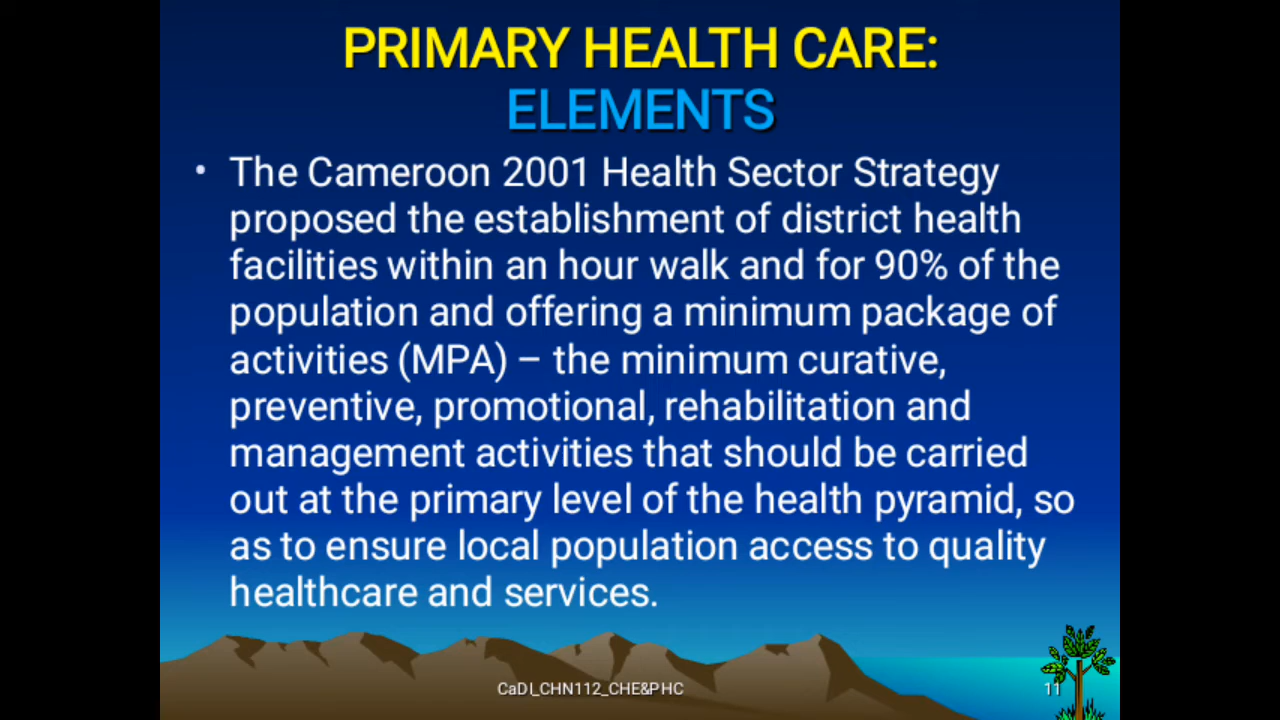 PRIMARY HEALTH CARE:
ELEMENTS
• The Cameroon 2001 Health Sector Strategy
proposed the establishment of district health
facilities within an hour walk and for 90% of the
population and offering a minimum package of
activities (MPA) – the minimum curative,
preventive, promotional, rehabilitation and
management activities that should be carried
out at the primary level of the health pyramid, so
as to ensure local population access to quality
healthcare and services.
CaDI_CHN112_CHE&PHC
11